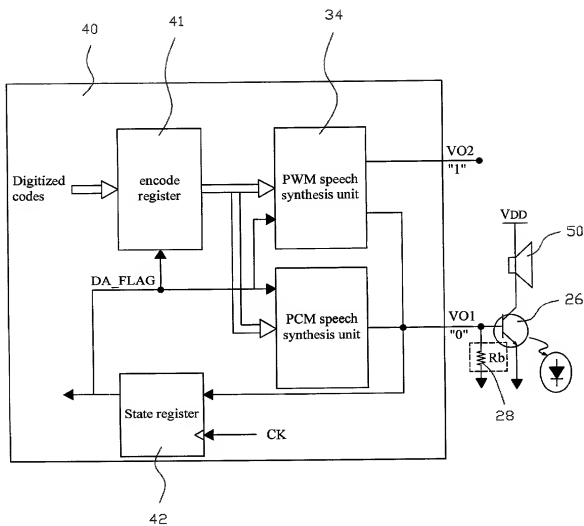 40
41
34
Digitized
codes
encode
register
PWM speech
synthesis unit
VO2
"1"
VDD
50
DA_FLAG
PCM speech
synthesis unit
VO1
"0"
26
Rb
28
State register
CK
42